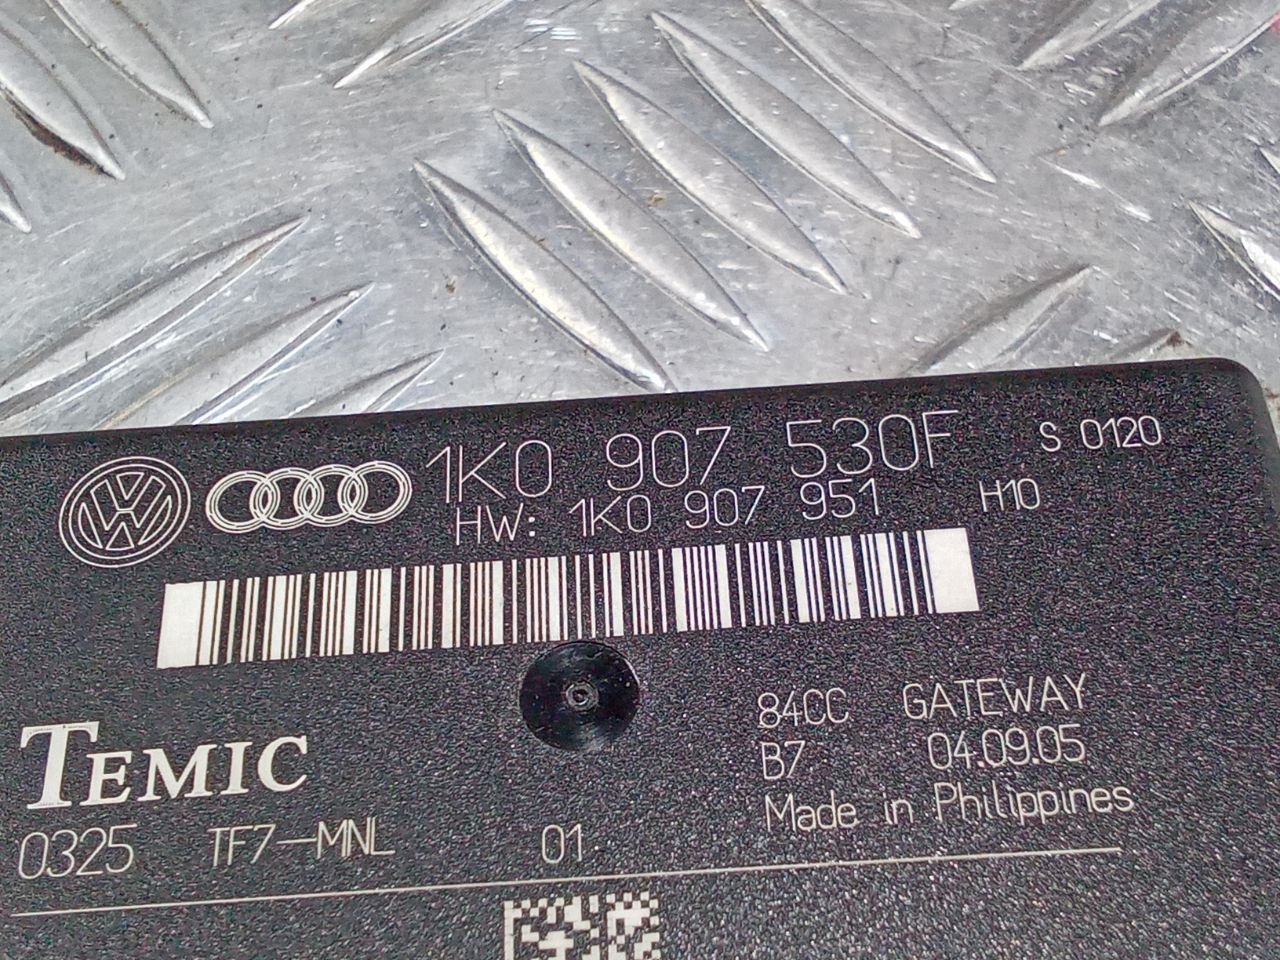 1K0 907 530F S 0120
HW: 1K0 907 951 H10
84CC GATEWAY
B7 04.09.05
Made in Philippines
TEMIC
0325 TF7-MNL 01